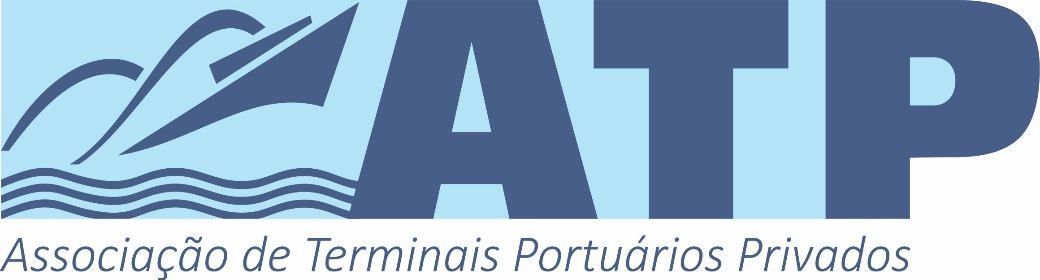 ATP
Associação de Terminais Portuários Privados